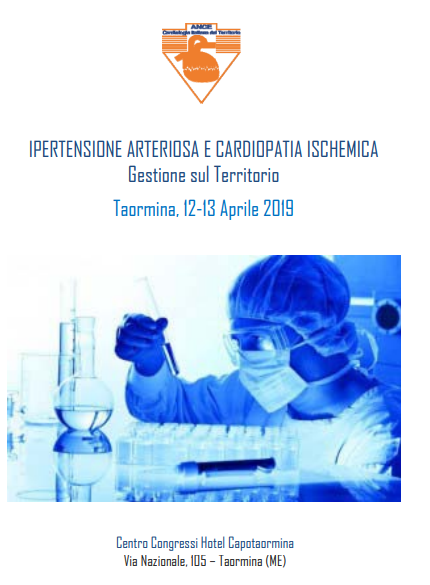 ANCE
Cardiologia Italiana del Territorio
IPERTENSIONE ARTERIOSA E CARDIOPATIA ISCHEMICA
Gestione sul Territorio
Taormina, 12-13 Aprile 2019
Centro Congressi Hotel Capotaormina
Via Nazionale, 105 – Taormina (ME)